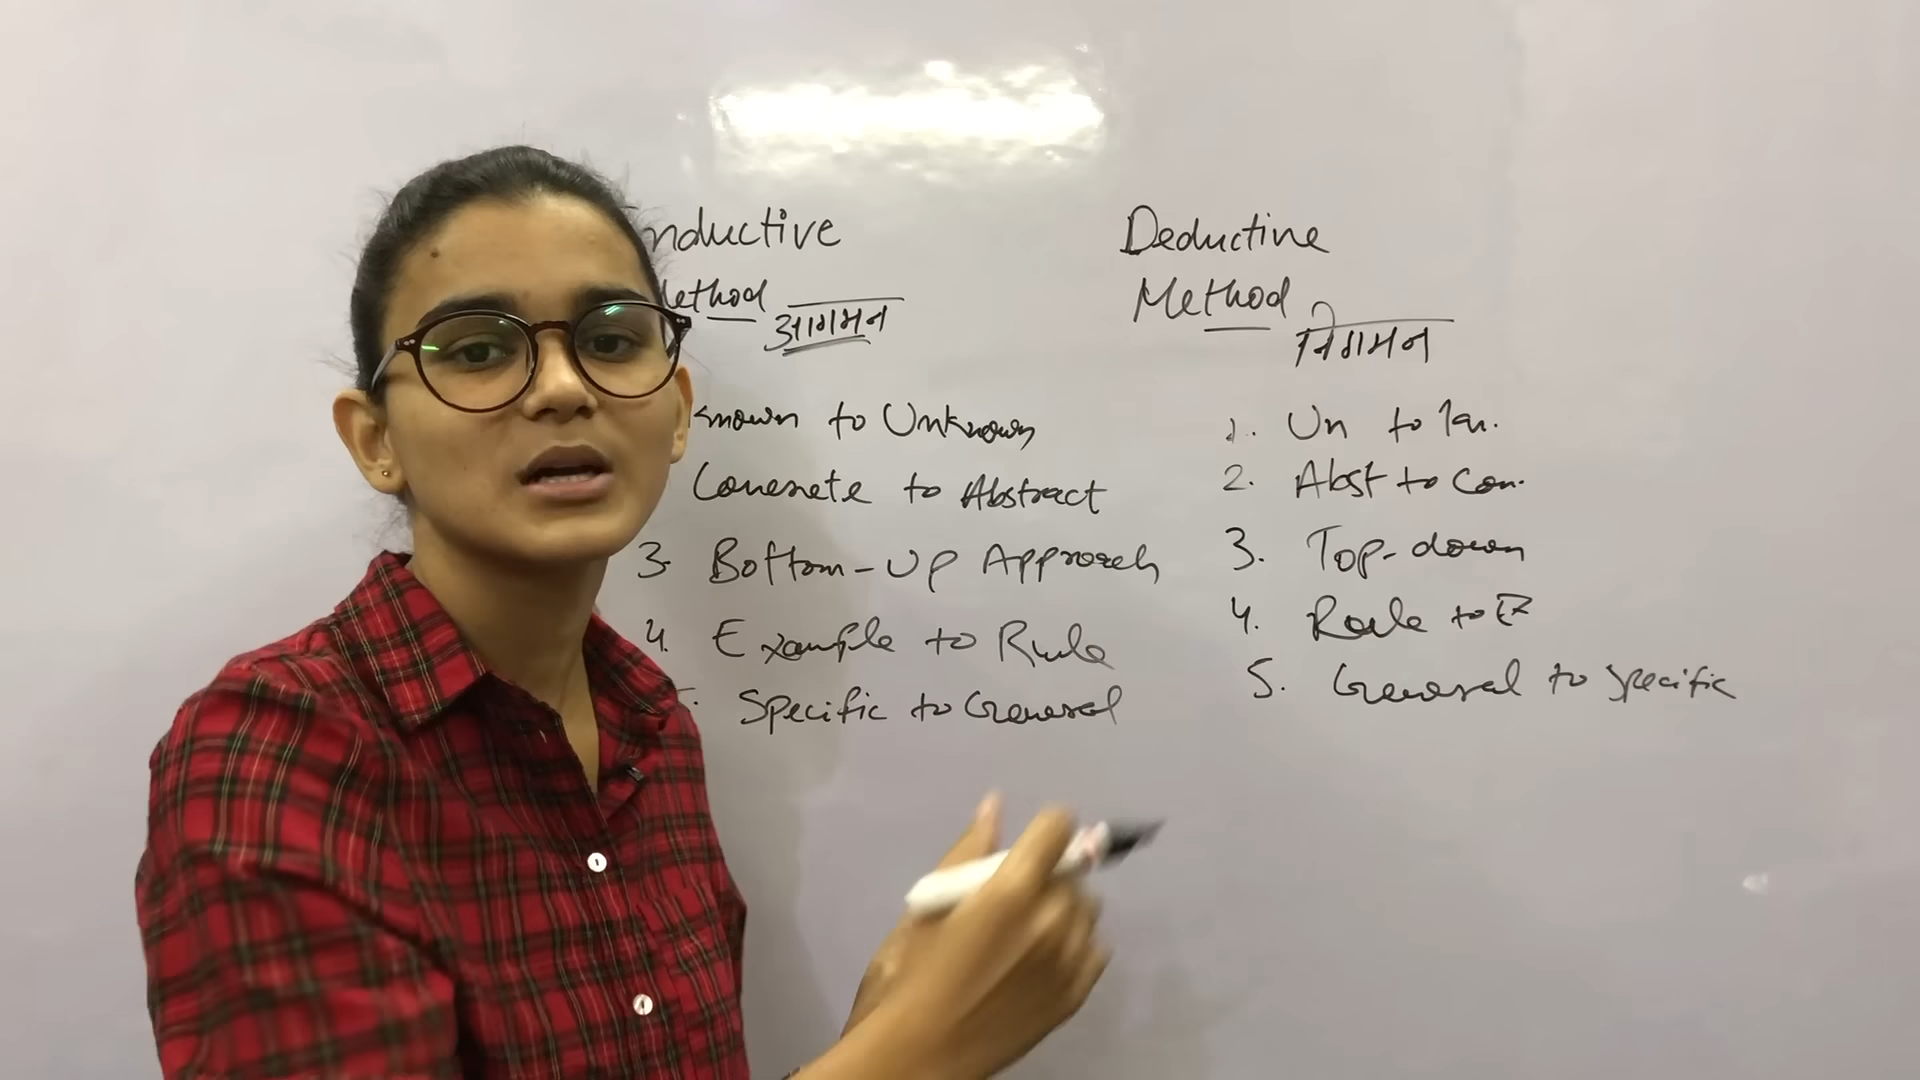 nductive
ethod आगमन
known to Unknown
Concrete to Abstract
3. Bottom-Up Approach
4. Example to Rule
Specific to General
Deductive
Method निगमन
1. Un to kn.
2. Abst to Con.
3. Top-down
4. Rule to E
5. General to Specific